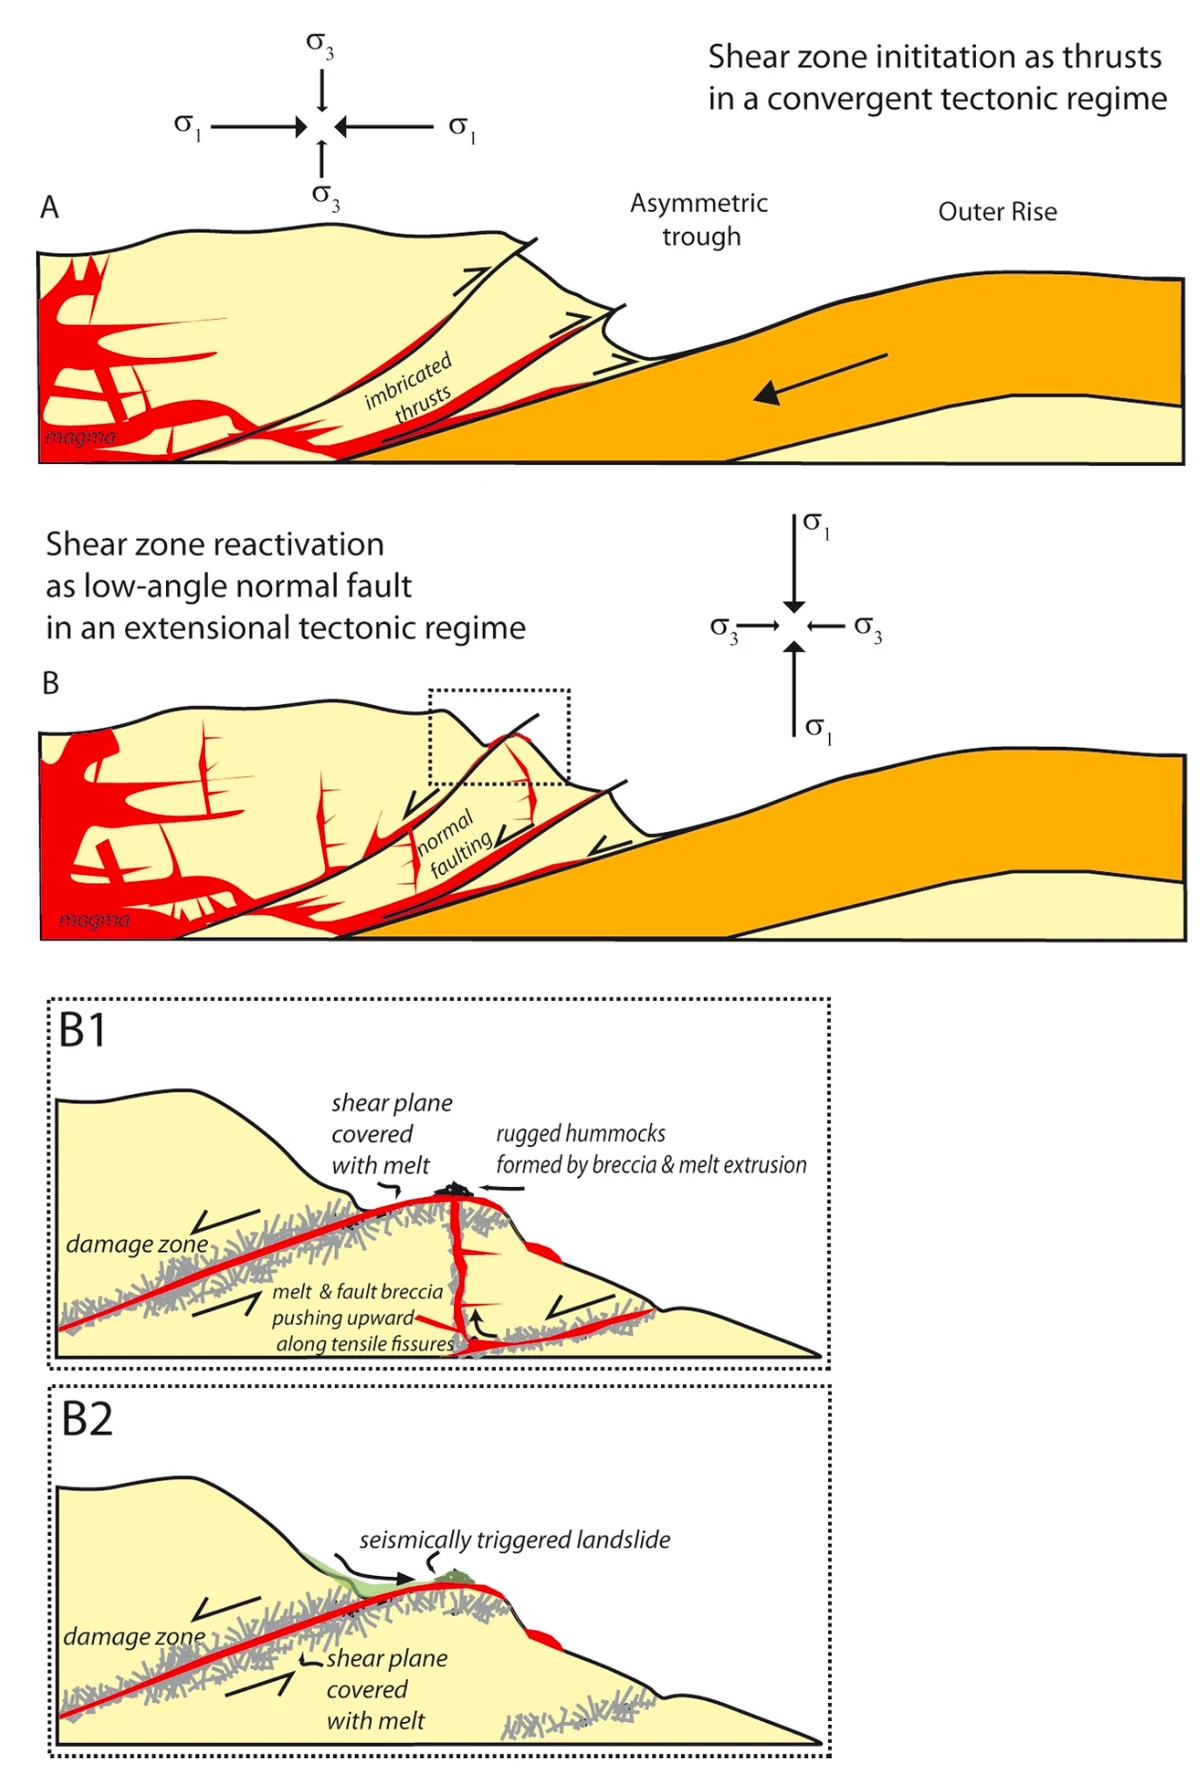 σ3
Shear zone inititation as thrusts
in a convergent tectonic regime
σ1 σ1
σ3
A
Asymmetric
trough
Outer Rise
imbricated
thrusts
magma
Shear zone reactivation
as low-angle normal fault
in an extensional tectonic regime
σ1
σ3 σ3
σ1
B
normal
faulting
magma
B1
shear plane
covered
with melt
rugged hummocks
formed by breccia & melt extrusion
damage zone
melt & fault breccia
pushing upward
along tensile fissures
B2
seismically triggered landslide
damage zone
shear plane
covered
with melt